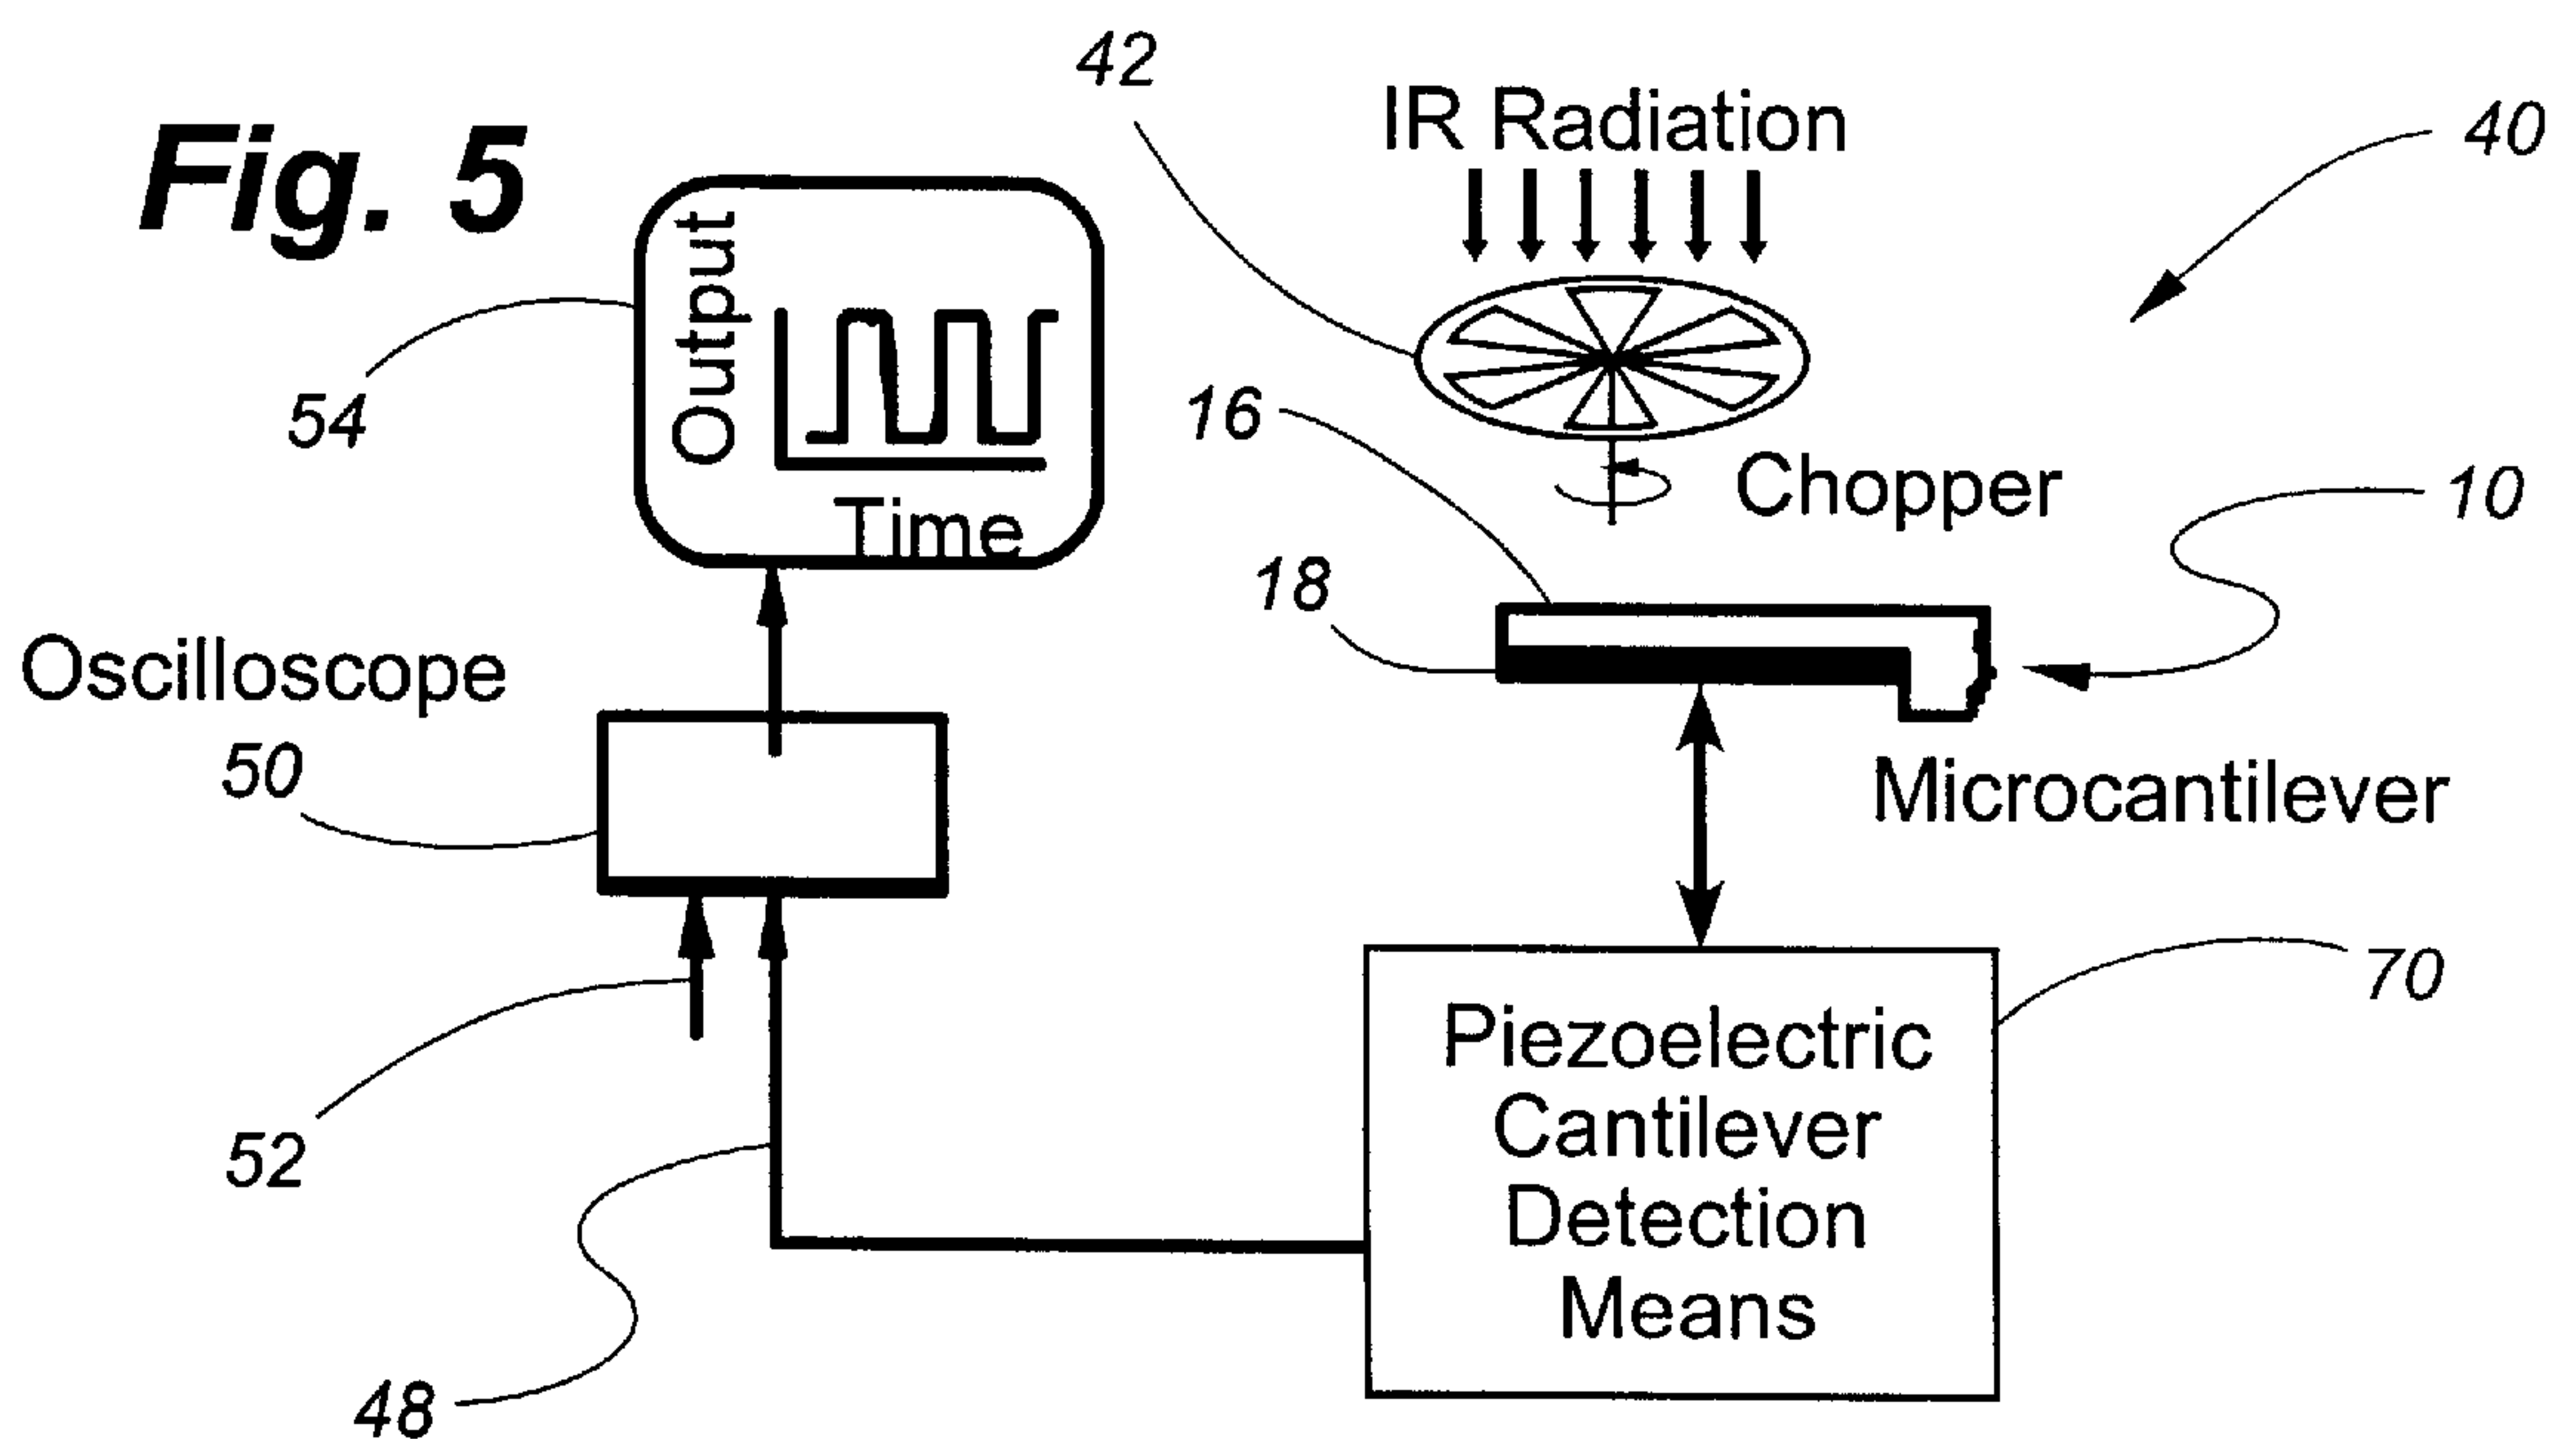 Fig. 5
42
IR Radiation
40
Output
Time
54
16
Chopper
10
18
Oscilloscope
50
Microcantilever
70
Piezoelectric
Cantilever
Detection
Means
52
48